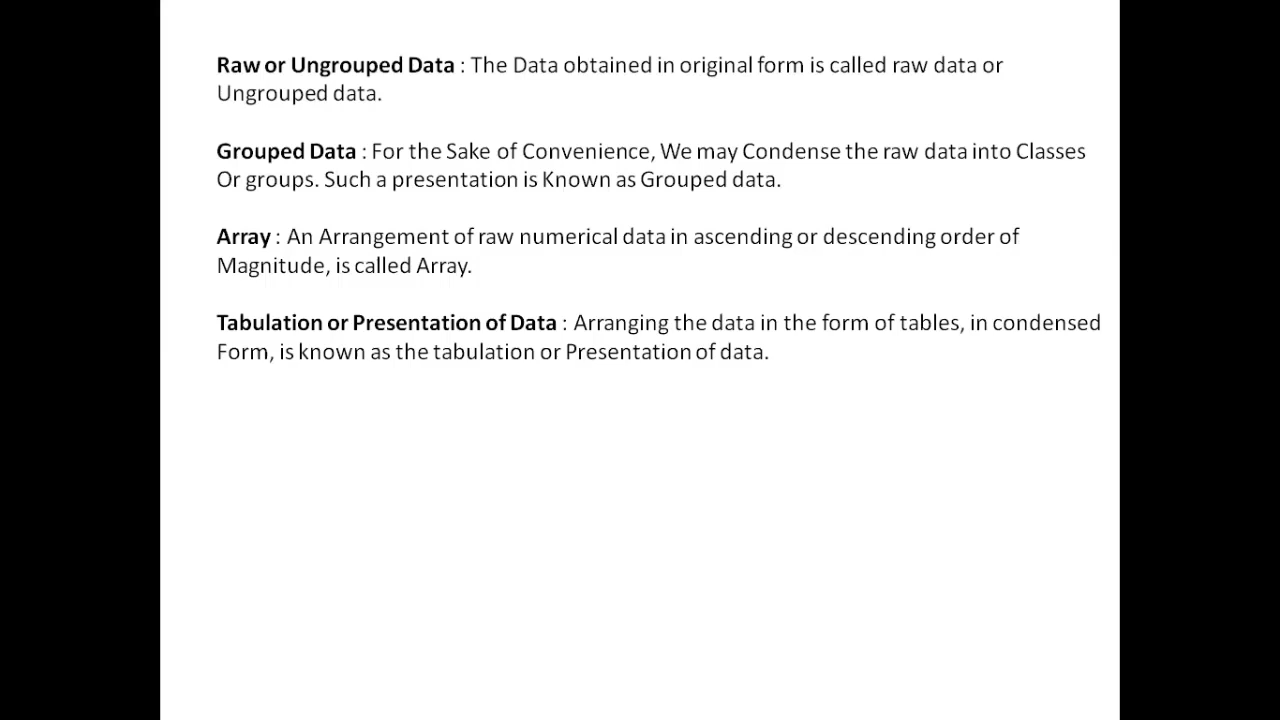 Raw or Ungrouped Data : The Data obtained in original form is called raw data or
Ungrouped data.
Grouped Data : For the Sake of Convenience, We may Condense the raw data into Classes
Or groups. Such a presentation is Known as Grouped data.
Array : An Arrangement of raw numerical data in ascending or descending order of
Magnitude, is called Array.
Tabulation or Presentation of Data : Arranging the data in the form of tables, in condensed
Form, is known as the tabulation or Presentation of data.